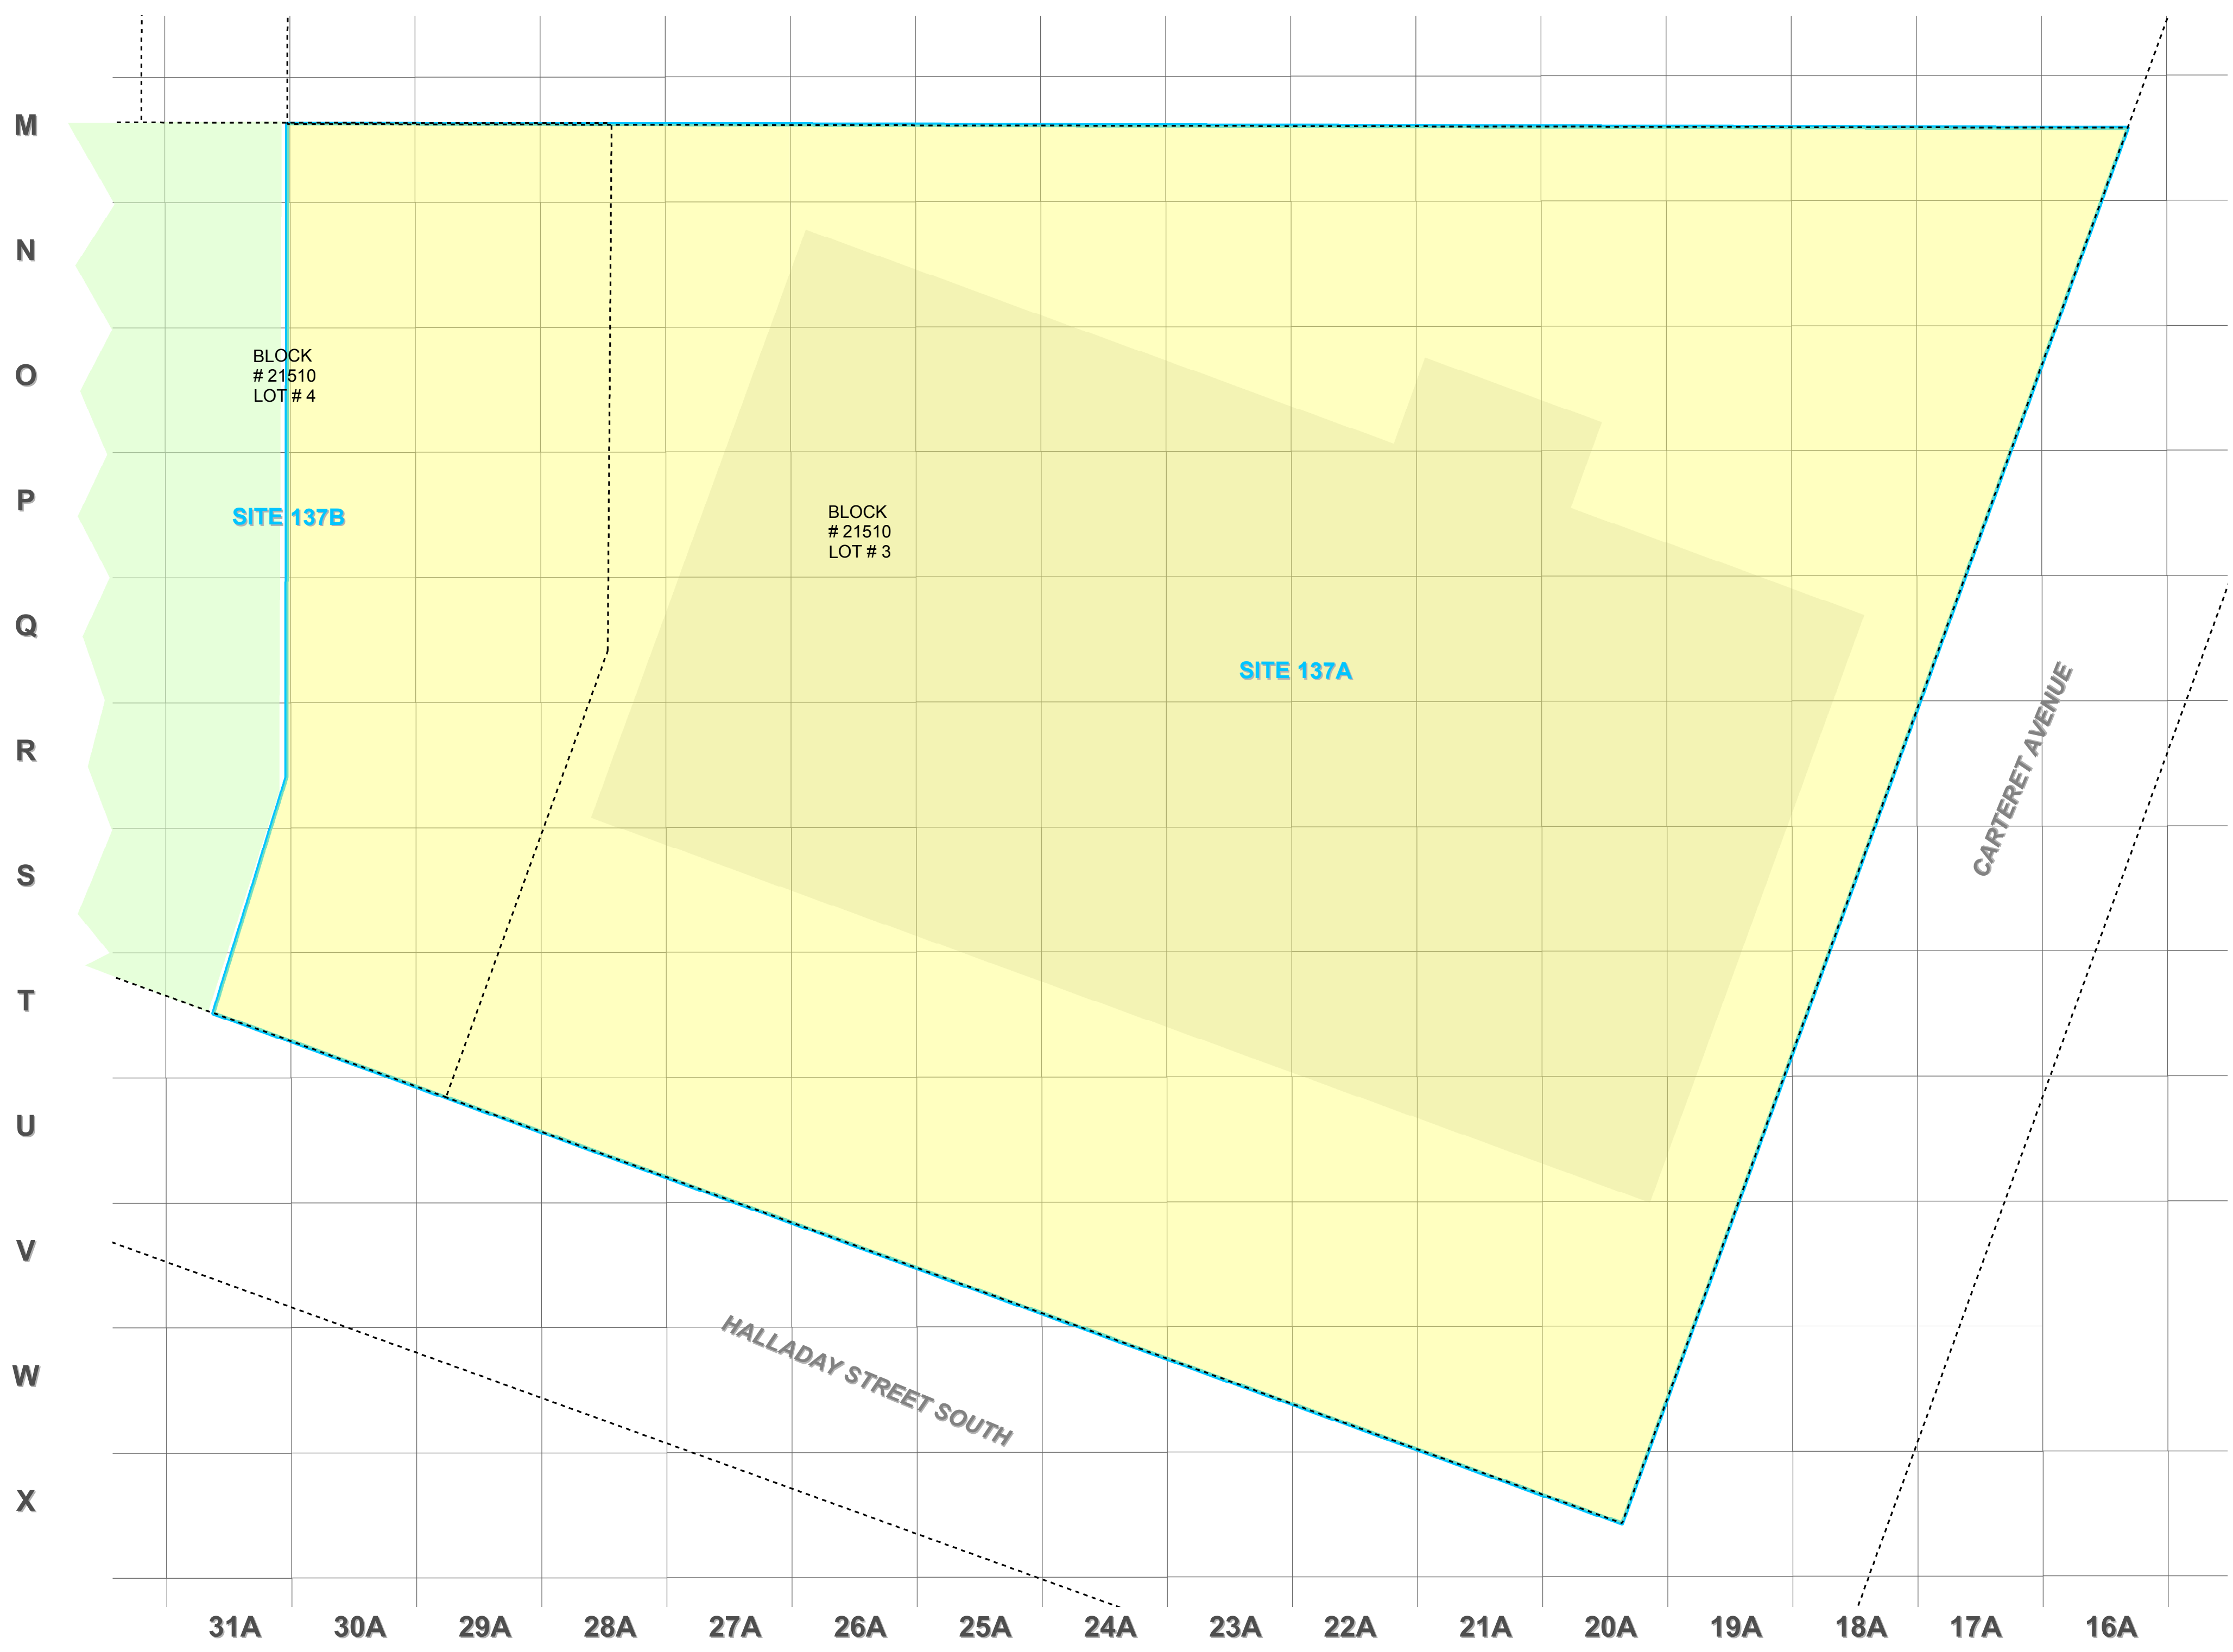 M
N
BLOCK
# 21510
LOT # 4
O
P
SITE 137B
BLOCK
# 21510
LOT # 3
Q
SITE 137A
R
CARTERET AVENUE
S
T
U
V
HALLADAY STREET SOUTH
W
X
31A 30A 29A 28A 27A 26A 25A 24A 23A 22A 21A 20A 19A 18A 17A 16A